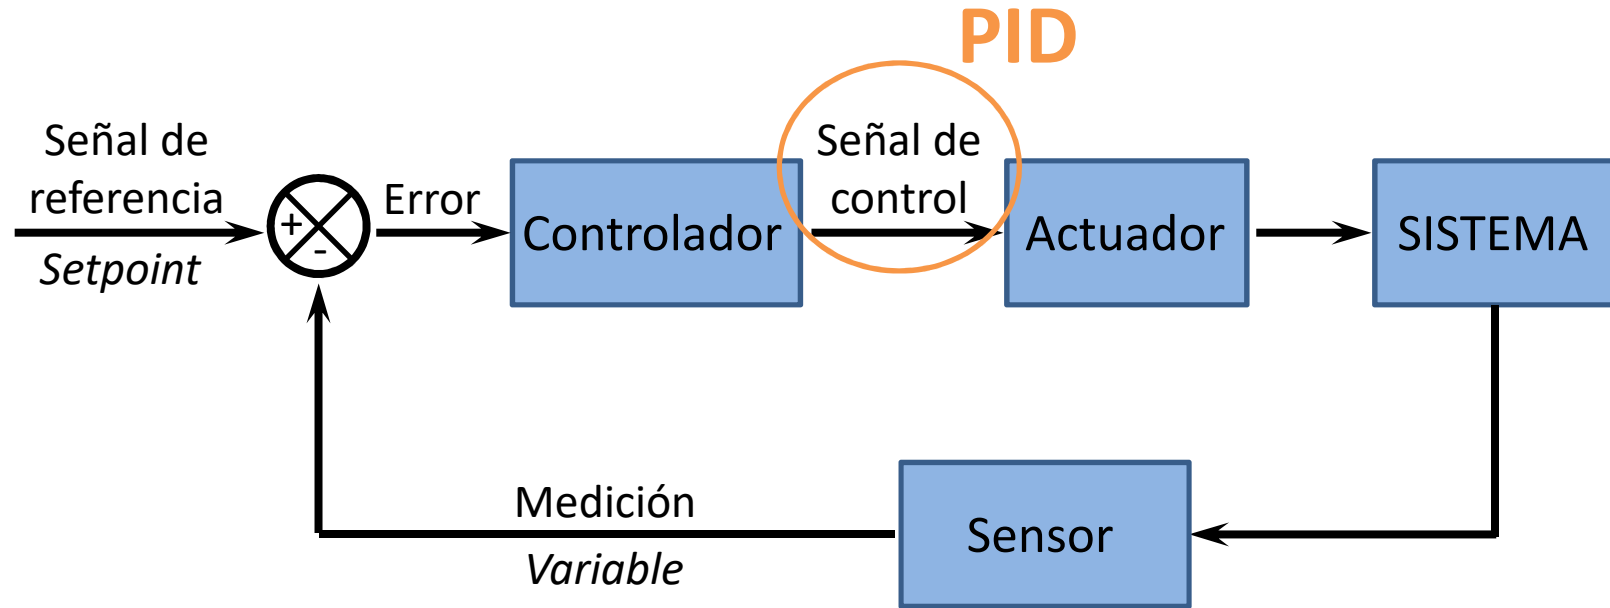 PID
Señal de
referencia
Setpoint
+
-
Error
Controlador
Señal de
control
Actuador
SISTEMA
Medición
Variable
Sensor